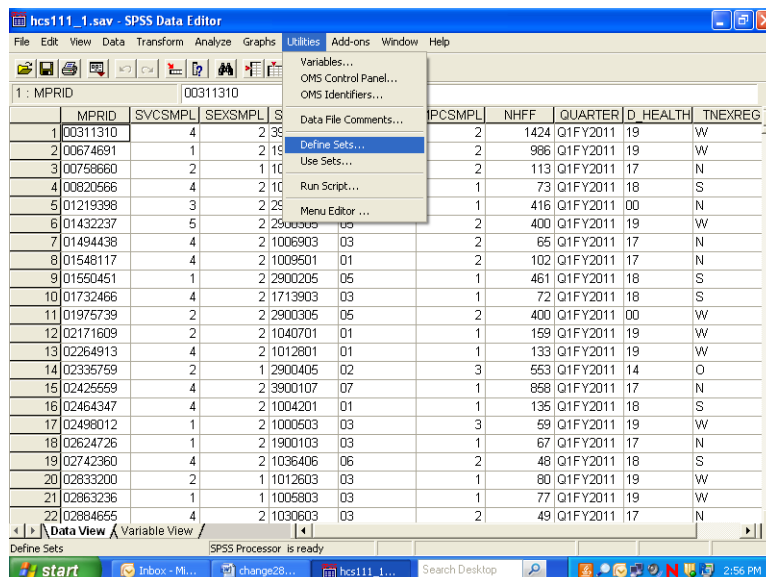 hcs111_1.sav - SPSS Data Editor
File Edit View Data Transform Analyze Graphs Utilities Add-ons Window Help
Variables...
OMS Control Panel...
OMS Identifiers...
Data File Comments...
Define Sets...
Use Sets...
Run Script...
Menu Editor ...
1 : MPRID 00311310
MPRID SVCSMPL SEXSMPL S MPCSMPL NHFF QUARTER D_HEALTH TNEXREG
1 00311310 4 2 39 2 1424 Q1FY2011 19 W
2 00674691 1 2 19 2 986 Q1FY2011 19 W
3 00758660 2 1 10 2 113 Q1FY2011 17 N
4 00820566 4 2 10 1 73 Q1FY2011 18 S
5 01219398 3 2 29 1 416 Q1FY2011 00 N
6 01432237 5 2 2900305 05 2 400 Q1FY2011 19 W
7 01494438 4 2 1006903 03 2 65 Q1FY2011 17 N
8 01548117 4 2 1009501 01 2 102 Q1FY2011 17 N
9 01550451 1 2 2900205 05 1 461 Q1FY2011 18 S
10 01732466 4 2 1713903 03 1 72 Q1FY2011 18 S
11 01975739 2 2 2900305 05 2 400 Q1FY2011 00 W
12 02171609 2 2 1040701 01 1 159 Q1FY2011 19 W
13 02264913 4 2 1012801 01 1 133 Q1FY2011 19 W
14 02335759 2 1 2900405 02 3 553 Q1FY2011 14 O
15 02425559 4 2 3900107 07 1 858 Q1FY2011 17 N
16 02464347 4 2 1004201 01 1 135 Q1FY2011 18 S
17 02498012 1 2 1000503 03 3 59 Q1FY2011 19 W
18 02624726 1 2 1900103 03 1 67 Q1FY2011 17 N
19 02742360 4 2 1036406 06 2 48 Q1FY2011 18 S
20 02833200 2 1 1012603 03 1 80 Q1FY2011 19 W
21 02863236 1 1 1005803 03 1 77 Q1FY2011 19 W
22 02884655 4 2 1030603 03 2 49 Q1FY2011 17 N
Data View Variable View
Define Sets SPSS Processor is ready
start Inbox - Mi... change28... hcs111_1... Search Desktop 2:56 PM